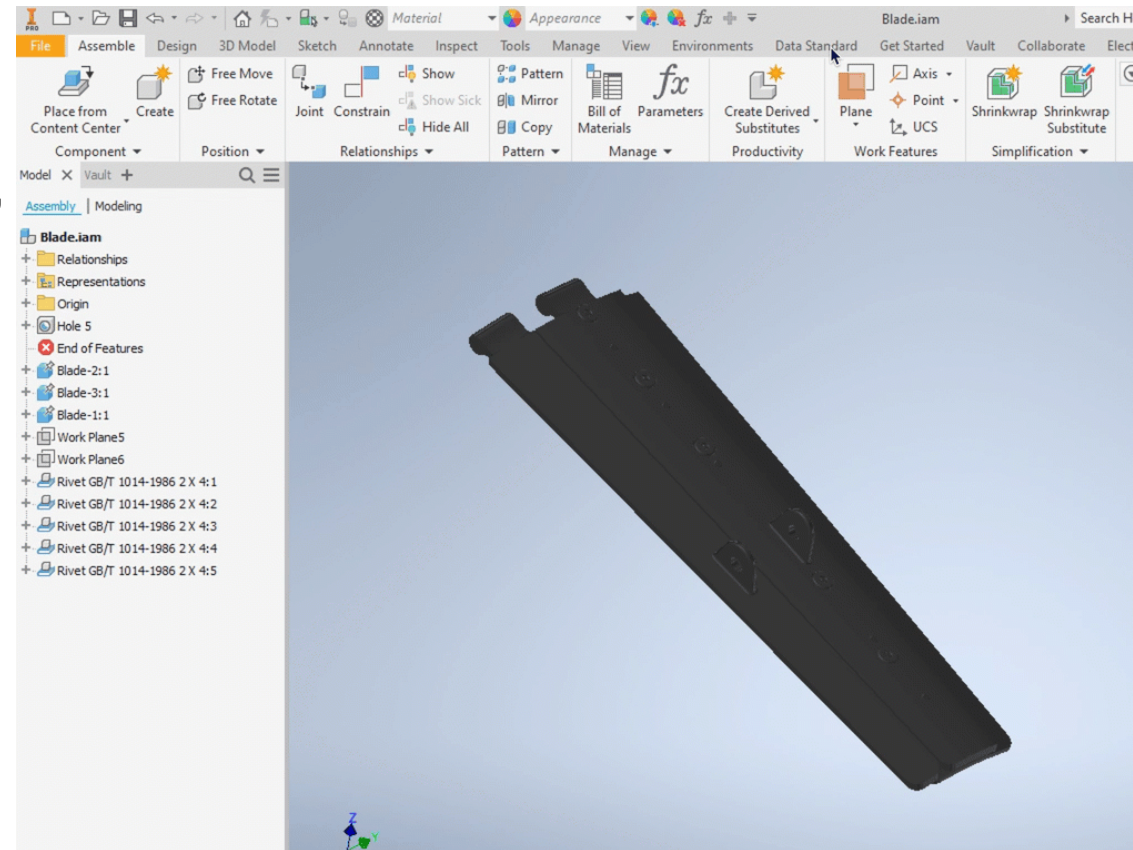 PRO Material Appearance fx Blade.iam Search H
File Assemble Design 3D Model Sketch Annotate Inspect Tools Manage View Environments Data Standard Get Started Vault Collaborate Elect
Free Move Show Pattern fx Axis
Free Rotate Show Sick Mirror Point
Hide All Copy UCS
Place from Content Center Create Joint Constrain Bill of Materials Parameters Create Derived Substitutes Plane Shrinkwrap Shrinkwrap Substitute
Component Position Relationships Pattern Manage Productivity Work Features Simplification
Model Vault
Assembly | Modeling
Blade.iam
Relationships
Representations
Origin
Hole 5
End of Features
Blade-2:1
Blade-3:1
Blade-1:1
Work Plane5
Work Plane6
Rivet GB/T 1014-1986 2 X 4:1
Rivet GB/T 1014-1986 2 X 4:2
Rivet GB/T 1014-1986 2 X 4:3
Rivet GB/T 1014-1986 2 X 4:4
Rivet GB/T 1014-1986 2 X 4:5
Z
Y